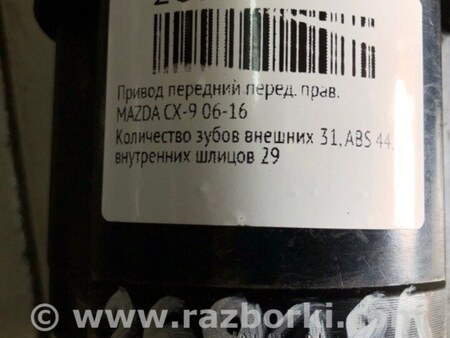 Привод передний перед. прав.
MAZDA CX-9 06-16
Количество зубов внешних 31, ABS 44,
внутренних шлицов 29
© www.razborki.com